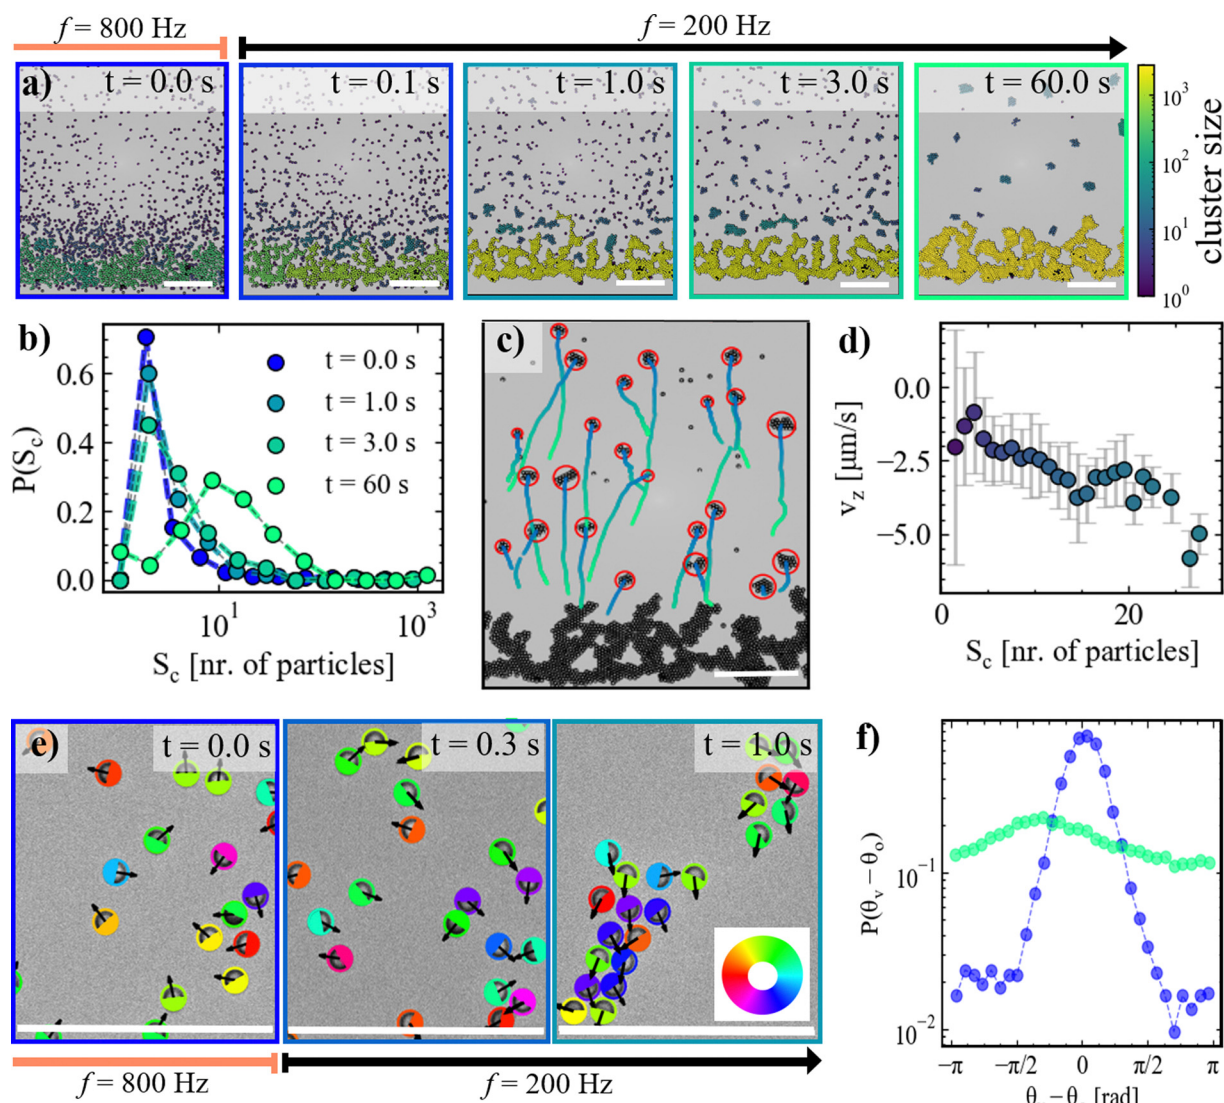 f = 800 Hz
f = 200 Hz
a)
t = 0.0 s
t = 0.1 s
t = 1.0 s
t = 3.0 s
t = 60.0 s
10³
10²
10¹
10⁰
cluster size
b)
t = 0.0 s
t = 1.0 s
t = 3.0 s
t = 60 s
0.6
0.4
0.2
0.0
P(S_c)
10¹
10³
S_c [nr. of particles]
c)
d)
0.0
−2.5
−5.0
v_z [μm/s]
0
20
S_c [nr. of particles]
e)
t = 0.0 s
t = 0.3 s
t = 1.0 s
f = 800 Hz
f = 200 Hz
f)
10⁻¹
10⁻²
P(θ_v − θ_o)
−π
−π/2
0
π/2
π
[rad]